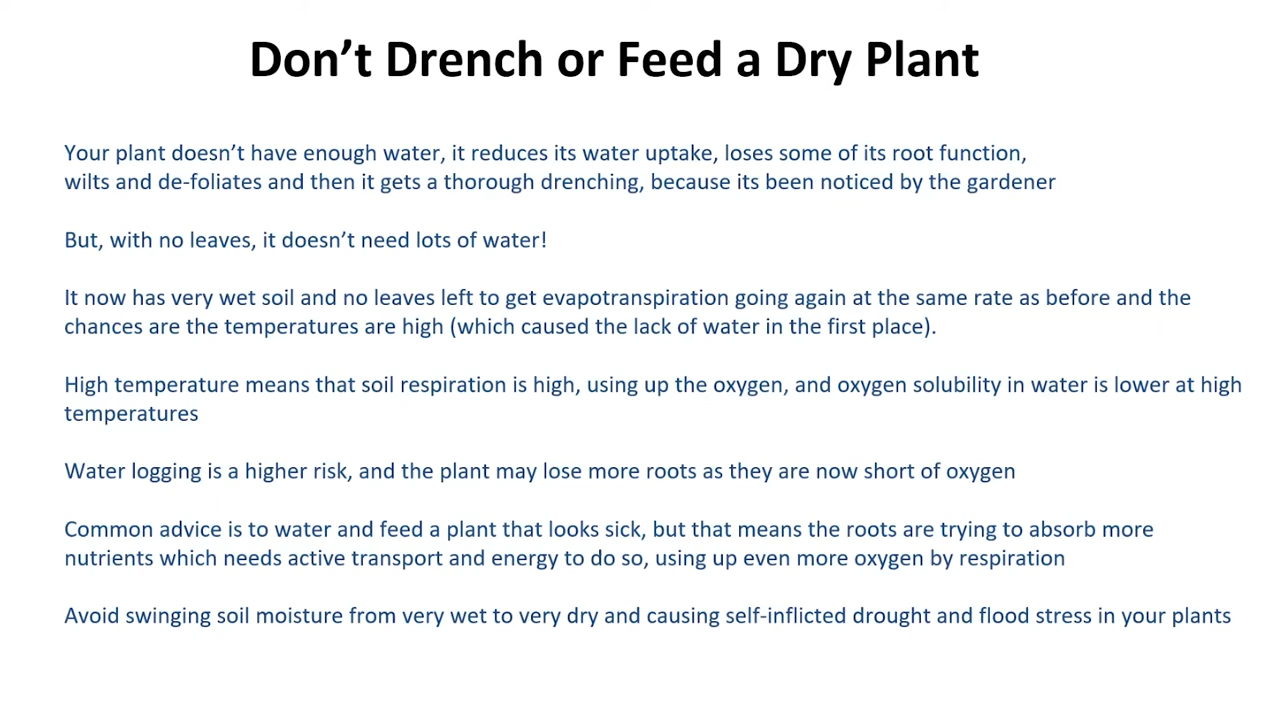 Don’t Drench or Feed a Dry Plant
Your plant doesn’t have enough water, it reduces its water uptake, loses some of its root function,
wilts and de-foliates and then it gets a thorough drenching, because its been noticed by the gardener
But, with no leaves, it doesn’t need lots of water!
It now has very wet soil and no leaves left to get evapotranspiration going again at the same rate as before and the
chances are the temperatures are high (which caused the lack of water in the first place).
High temperature means that soil respiration is high, using up the oxygen, and oxygen solubility in water is lower at high
temperatures
Water logging is a higher risk, and the plant may lose more roots as they are now short of oxygen
Common advice is to water and feed a plant that looks sick, but that means the roots are trying to absorb more
nutrients which needs active transport and energy to do so, using up even more oxygen by respiration
Avoid swinging soil moisture from very wet to very dry and causing self-inflicted drought and flood stress in your plants